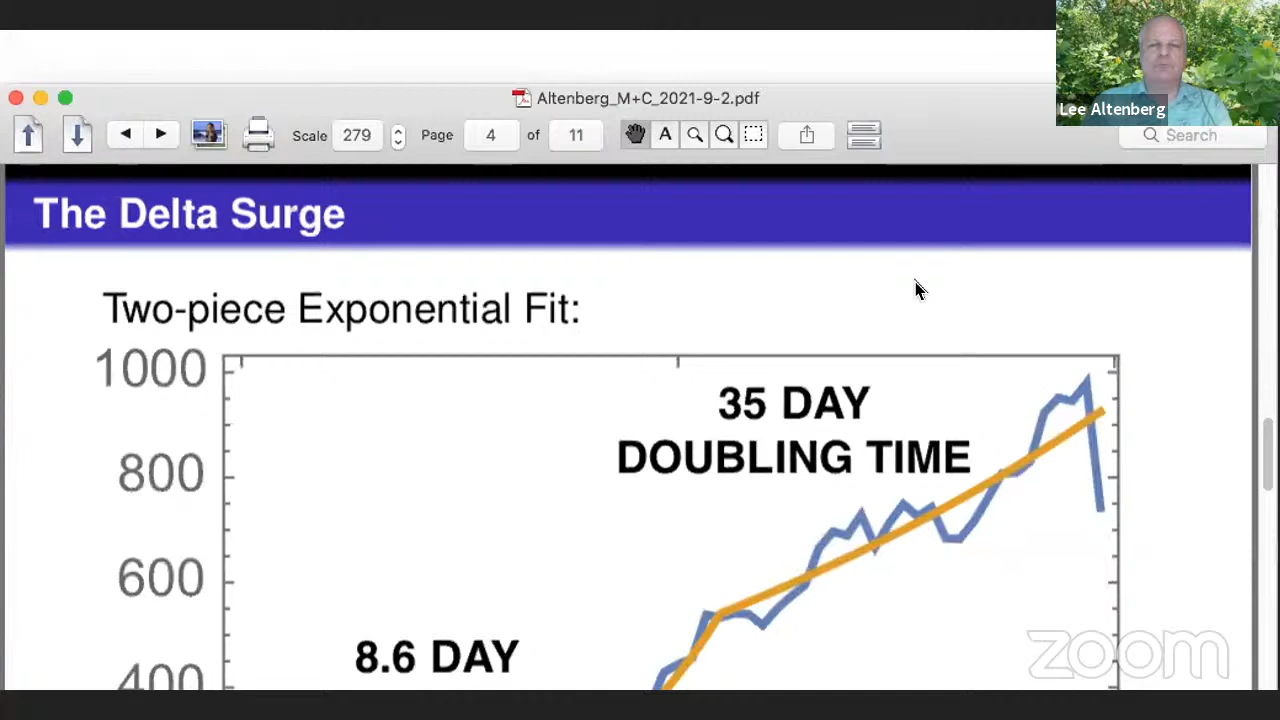 Altenberg_M+C_2021-9-2.pdf
Lee Altenberg
Scale 279 Page 4 of 11 A Search
The Delta Surge
Two-piece Exponential Fit:
1000
35 DAY
DOUBLING TIME
800
600
8.6 DAY
400
zoom